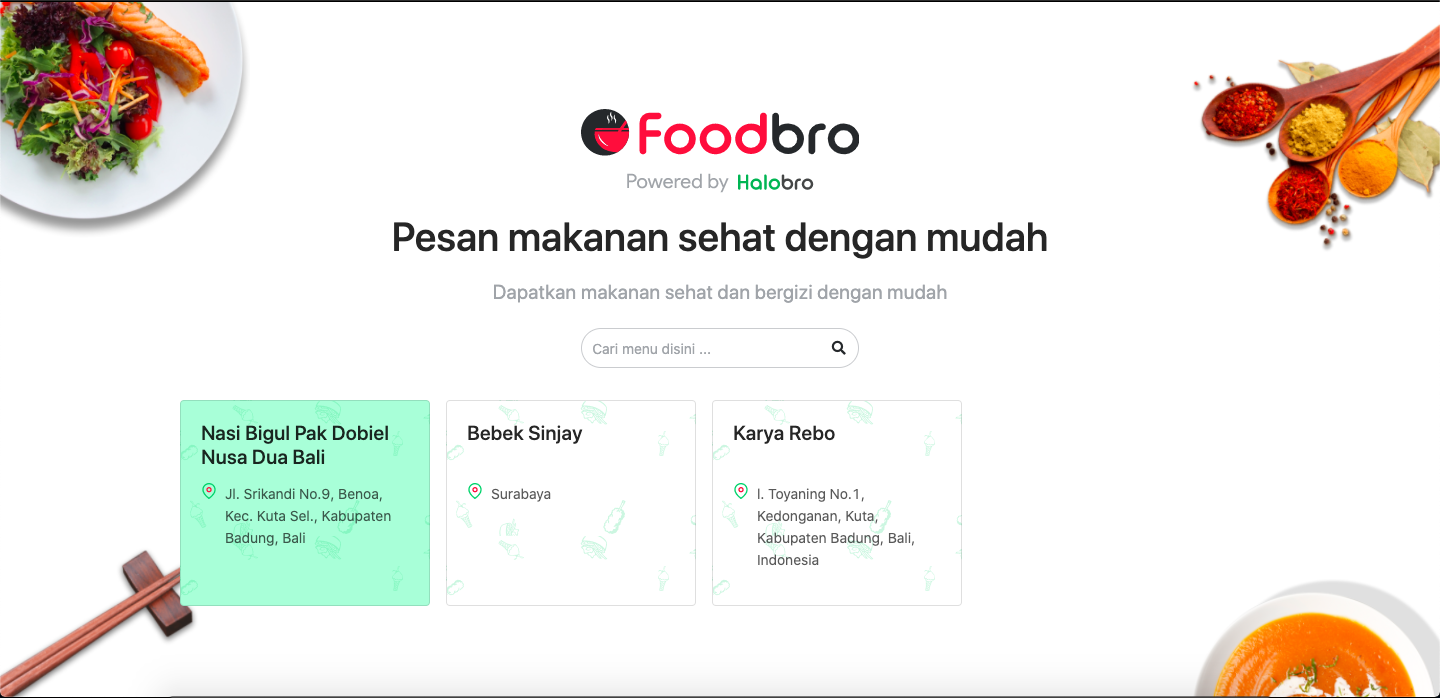 Foodbro
Powered by Halobro
Pesan makanan sehat dengan mudah
Dapatkan makanan sehat dan bergizi dengan mudah
Cari menu disini ...
Nasi Bigul Pak Dobiel
Nusa Dua Bali
Jl. Srikandi No.9, Benoa,
Kec. Kuta Sel., Kabupaten
Badung, Bali
Bebek Sinjay
Surabaya
Karya Rebo
l. Toyaning No.1,
Kedonganan, Kuta,
Kabupaten Badung, Bali,
Indonesia